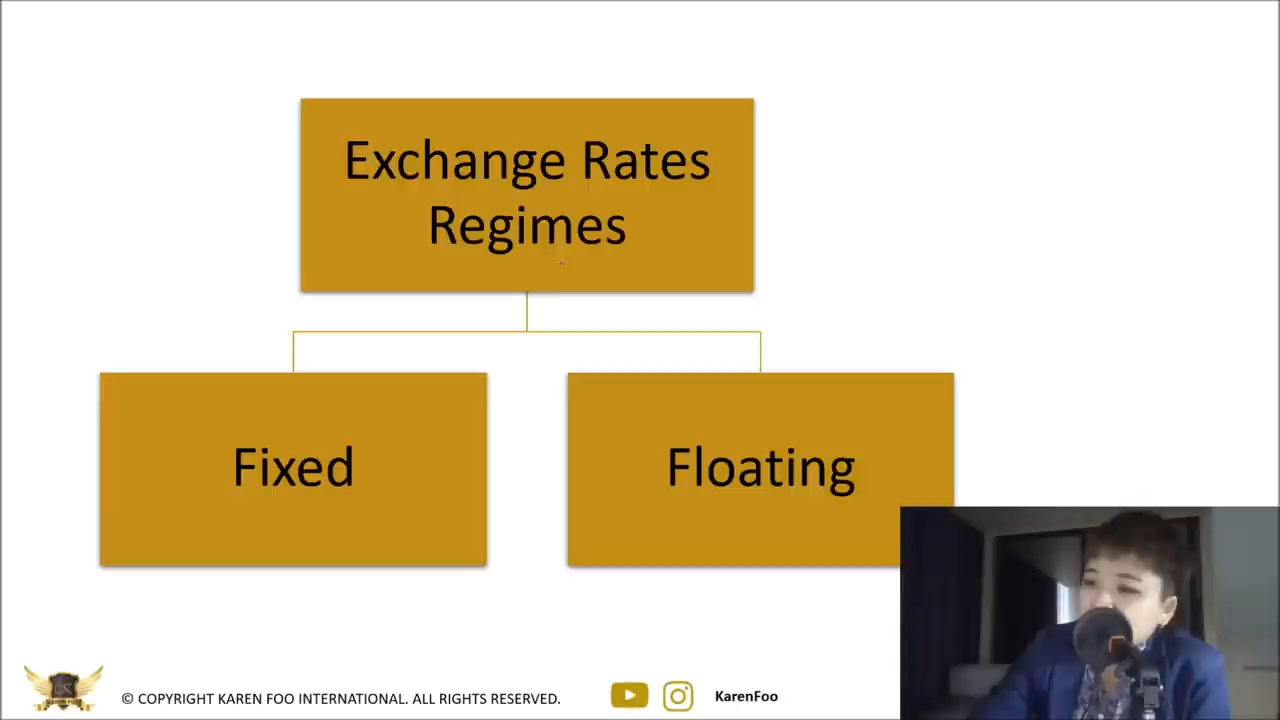 Exchange Rates
Regimes
Fixed
Floating
© COPYRIGHT KAREN FOO INTERNATIONAL. ALL RIGHTS RESERVED.
KarenFoo